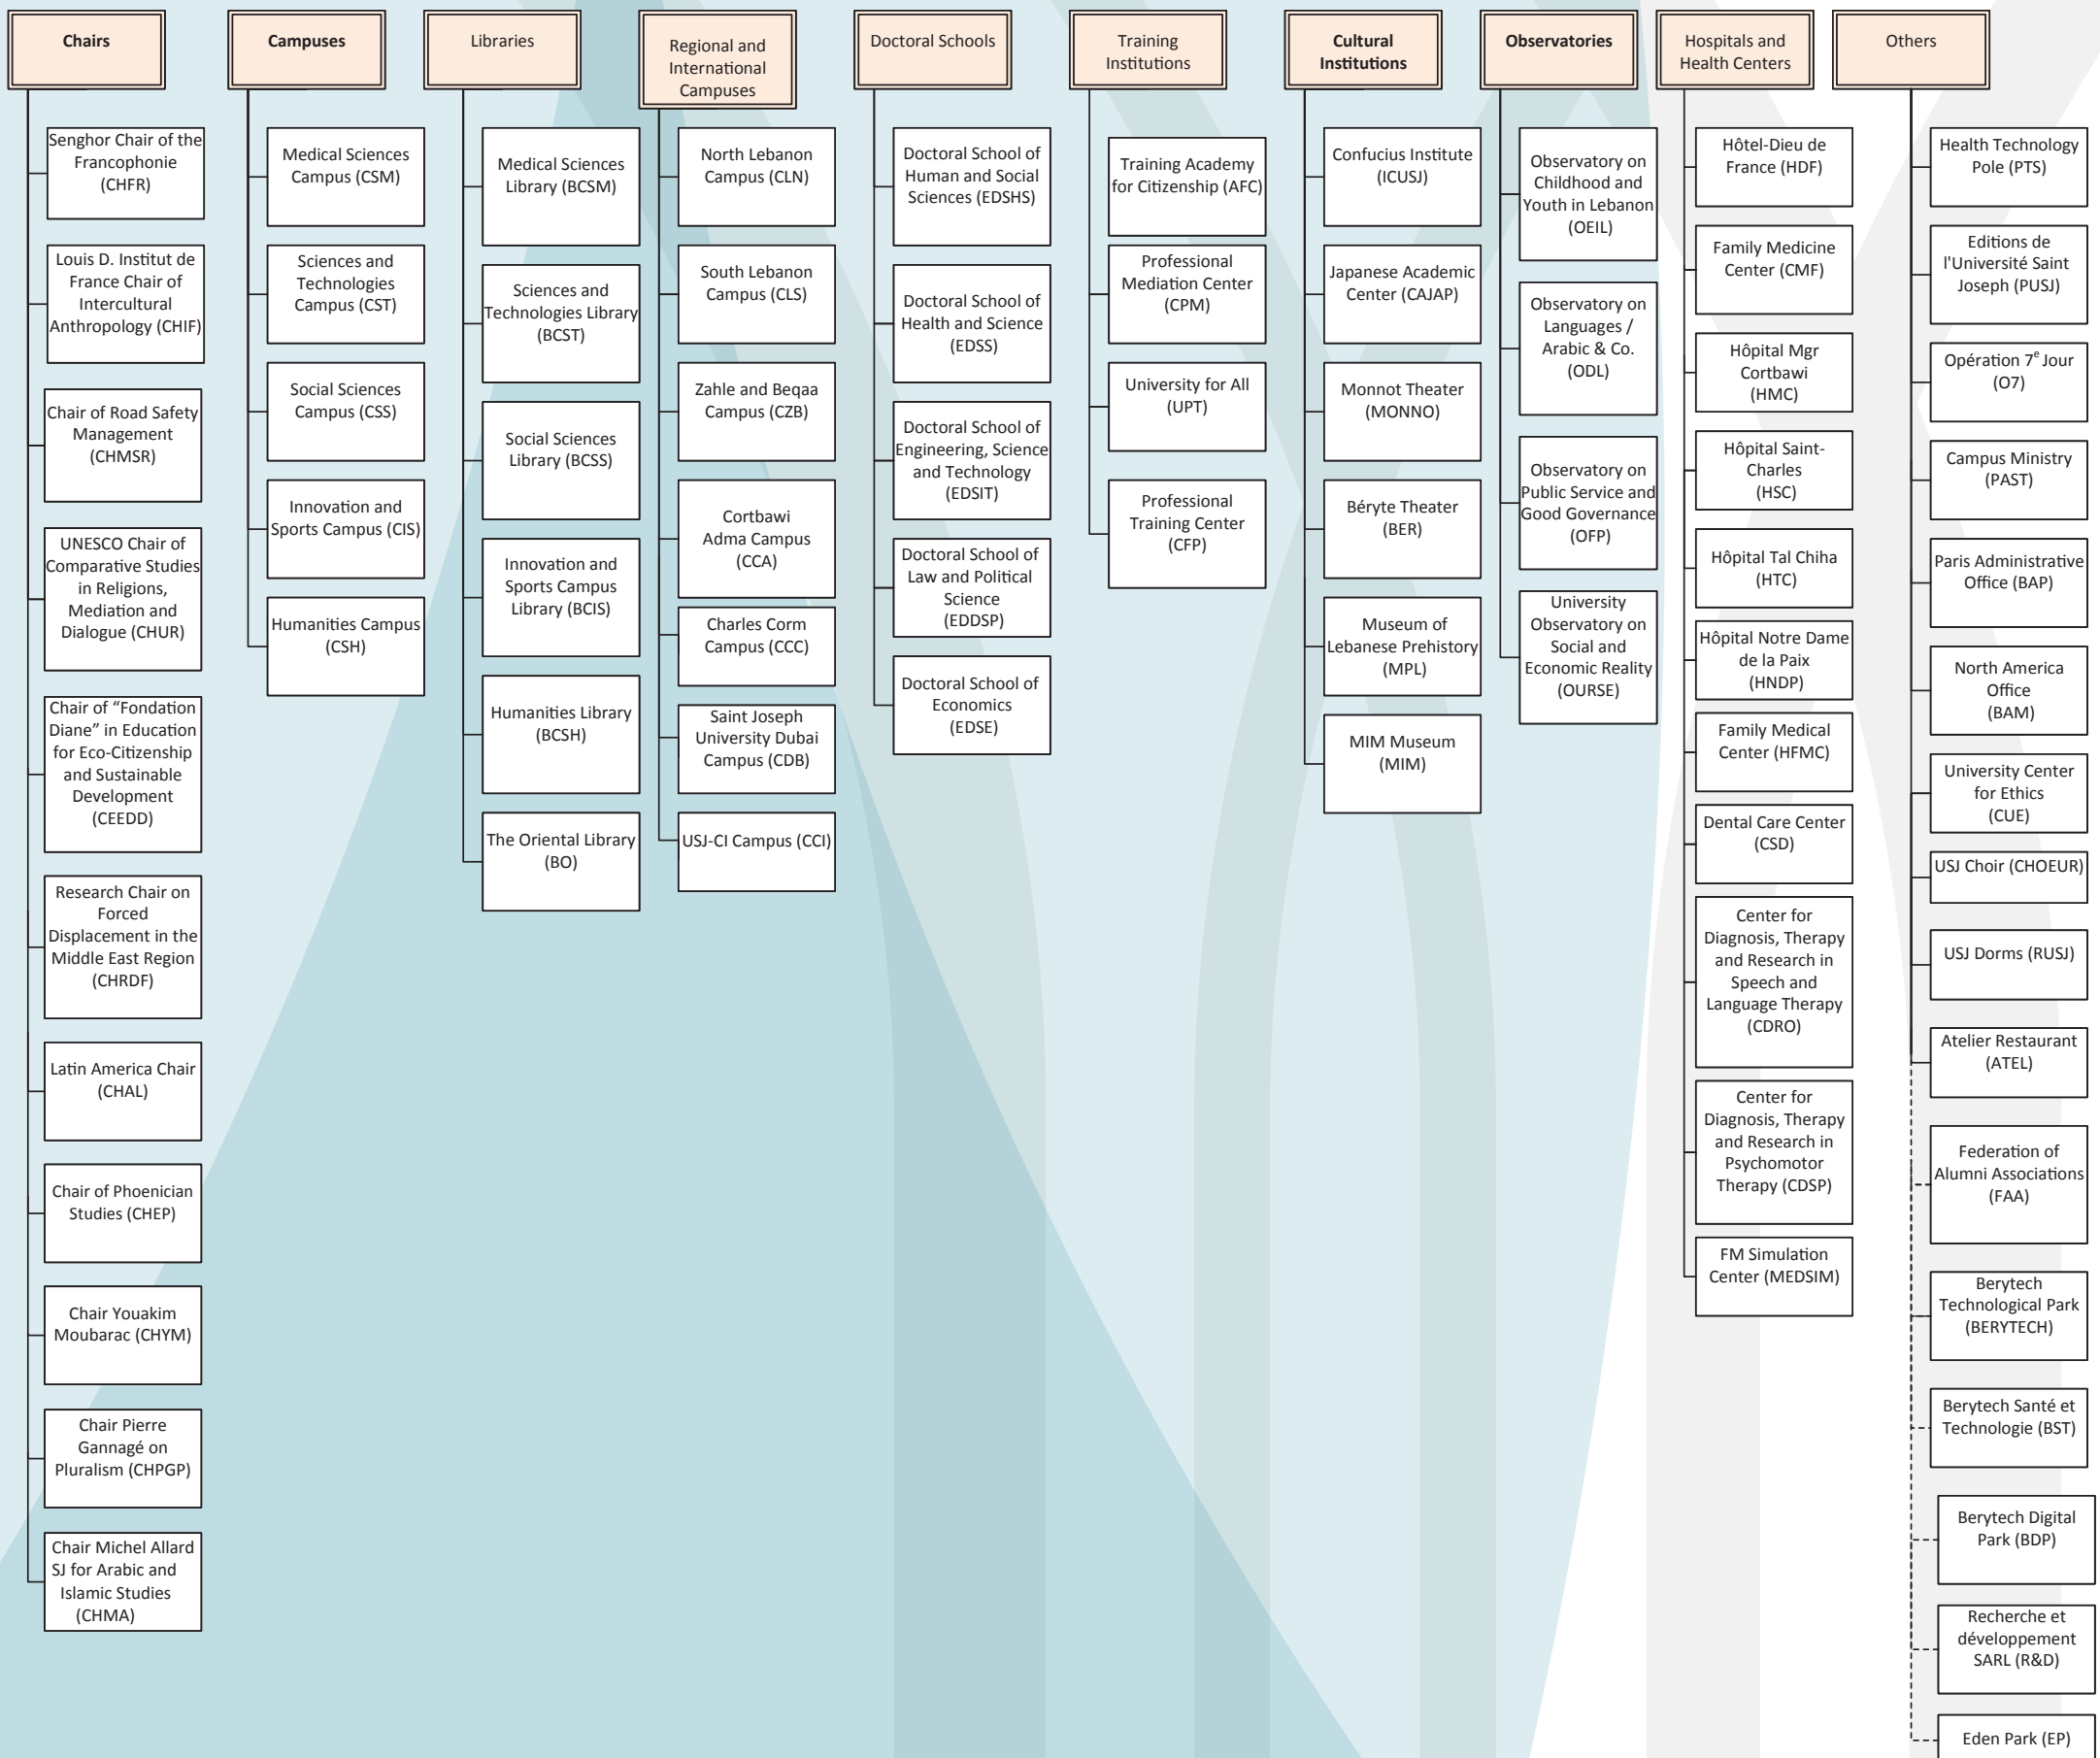 Chairs
Senghor Chair of the
Francophonie
(CHFR)
Louis D. Institut de
France Chair of
Intercultural
Anthropology (CHIF)
Chair of Road Safety
Management
(CHMSR)
UNESCO Chair of
Comparative Studies
in Religions,
Mediation and
Dialogue (CHUR)
Chair of “Fondation
Diane” in Education
for Eco-Citizenship
and Sustainable
Development
(CEEDD)
Research Chair on
Forced
Displacement in the
Middle East Region
(CHRDF)
Latin America Chair
(CHAL)
Chair of Phoenician
Studies (CHEP)
Chair Youakim
Moubarac (CHYM)
Chair Pierre
Gannagé on
Pluralism (CHPGP)
Chair Michel Allard
SJ for Arabic and
Islamic Studies
(CHMA)
Campuses
Medical Sciences
Campus (CSM)
Sciences and
Technologies
Campus (CST)
Social Sciences
Campus (CSS)
Innovation and
Sports Campus (CIS)
Humanities Campus
(CSH)
Libraries
Medical Sciences
Library (BCSM)
Sciences and
Technologies Library
(BCST)
Social Sciences
Library (BCSS)
Innovation and
Sports Campus
Library (BCIS)
Humanities Library
(BCSH)
The Oriental Library
(BO)
Regional and
International
Campuses
North Lebanon
Campus (CLN)
South Lebanon
Campus (CLS)
Zahle and Beqaa
Campus (CZB)
Cortbawi
Adma Campus
(CCA)
Charles Corm
Campus (CCC)
Saint Joseph
University Dubai
Campus (CDB)
USJ-CI Campus (CCI)
Doctoral Schools
Doctoral School of
Human and Social
Sciences (EDSHS)
Doctoral School of
Health and Science
(EDSS)
Doctoral School of
Engineering, Science
and Technology
(EDSIT)
Doctoral School of
Law and Political
Science
(EDDSP)
Doctoral School of
Economics
(EDSE)
Training
Institutions
Training Academy
for Citizenship (AFC)
Professional
Mediation Center
(CPM)
University for All
(UPT)
Professional
Training Center
(CFP)
Cultural
Institutions
Confucius Institute
(ICUSJ)
Japanese Academic
Center (CAJAP)
Monnot Theater
(MONNO)
Béryte Theater
(BER)
Museum of
Lebanese Prehistory
(MPL)
MIM Museum
(MIM)
Observatories
Observatory on
Childhood and
Youth in Lebanon
(OEIL)
Observatory on
Languages /
Arabic & Co.
(ODL)
Observatory on
Public Service and
Good Governance
(OFP)
University
Observatory on
Social and
Economic Reality
(OURSE)
Hospitals and
Health Centers
Hôtel-Dieu de
France (HDF)
Family Medicine
Center (CMF)
Hôpital Mgr
Cortbawi
(HMC)
Hôpital Saint-
Charles
(HSC)
Hôpital Tal Chiha
(HTC)
Hôpital Notre Dame
de la Paix
(HNDP)
Family Medical
Center (HFMC)
Dental Care Center
(CSD)
Center for
Diagnosis, Therapy
and Research in
Speech and
Language Therapy
(CDRO)
Center for
Diagnosis, Therapy
and Research in
Psychomotor
Therapy (CDSP)
FM Simulation
Center (MEDSIM)
Others
Health Technology
Pole (PTS)
Editions de
l'Université Saint
Joseph (PUSJ)
Opération 7e Jour
(O7)
Campus Ministry
(PAST)
Paris Administrative
Office (BAP)
North America
Office
(BAM)
University Center
for Ethics
(CUE)
USJ Choir (CHOEUR)
USJ Dorms (RUSJ)
Atelier Restaurant
(ATEL)
Federation of
Alumni Associations
(FAA)
Berytech
Technological Park
(BERYTECH)
Berytech Santé et
Technologie (BST)
Berytech Digital
Park (BDP)
Recherche et
développement
SARL (R&D)
Eden Park (EP)